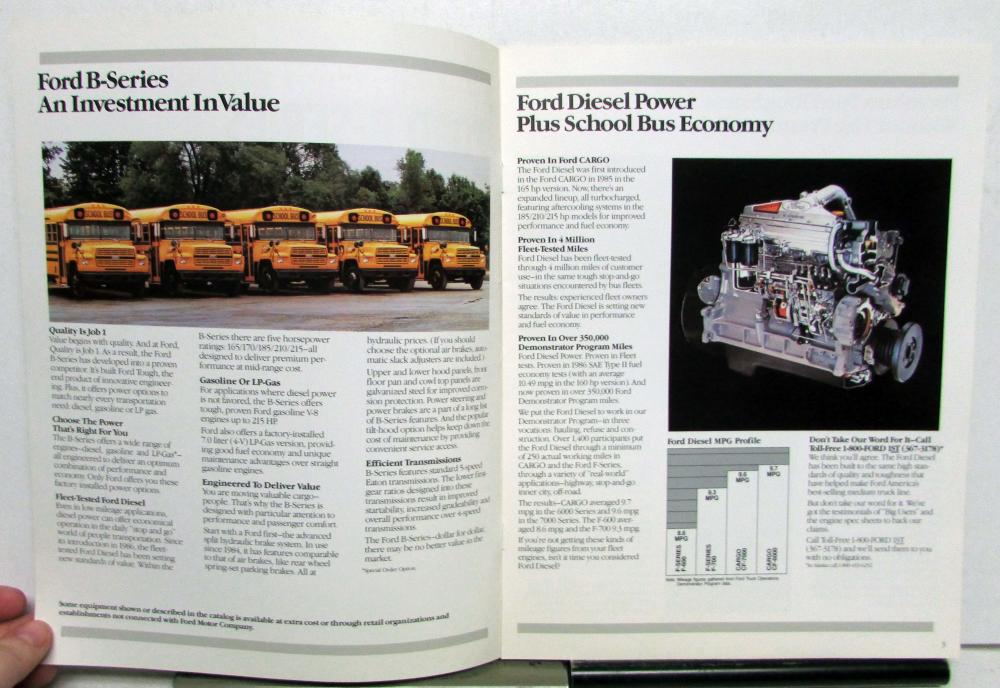 Ford B-Series
An Investment In Value
SCHOOL BUS
SCHOOL BUS
SCHOOL BUS
SCHOOL BUS
SCHOOL BUS
Quality Is Job 1
Value begins with quality. And at Ford,
Quality is Job 1. As a result, the Ford
B-Series has developed into a proven
competitor. It's built Ford Tough, the
end product of innovative engineer-
ing. Plus, it offers power options to
match nearly every transportation
need: diesel, gasoline or LP gas.
Choose The Power
That's Right For You
The B-Series offers a wide range of
engines–diesel, gasoline and LP-Gas*–
all engineered to deliver an optimum
combination of performance and
economy. Only Ford offers you these
factory installed power options.
Fleet-Tested Ford Diesel
Even in low mileage applications,
diesel power can offer economical
operation in the daily "stop and go"
world of people transportation. Since
its introduction in 1986, the fleet-
tested Ford Diesel has been setting
new standards of value. Within the
B-Series there are five horsepower
ratings: 165/170/185/210/215–all
designed to deliver premium per-
formance at mid-range cost.
Gasoline Or LP-Gas
For applications where diesel power
is not favored, the B-Series offers
tough, proven Ford gasoline V-8
engines up to 215 HP.
Ford also offers a factory-installed
7.0 liter (4-V) LP-Gas version, provid-
ing good fuel economy and unique
maintenance advantages over straight
gasoline engines.
Engineered To Deliver Value
You are moving valuable cargo–
people. That's why the B-Series is
designed with particular attention to
performance and passenger comfort.
Start with a Ford first–the advanced
split hydraulic brake system. In use
since 1984, it has features comparable
to that of air brakes, like rear wheel
spring-set parking brakes. All at
hydraulic prices. (If you should
choose the optional air brakes, auto-
matic slack adjusters are included.)
Upper and lower hood panels, front
floor pan and cowl top panels are
galvanized steel for improved corro-
sion protection. Power steering and
power brakes are a part of a long list
of B-Series features. And the popular
tilt-hood option helps keep down the
cost of maintenance by providing
convenient service access.
Efficient Transmissions
B-Series features standard 5-speed
Eaton transmissions. The lower first
gear ratios designed into these
transmissions result in improved
startability, increased gradeability and
overall performance over 4-speed
transmissions.
The Ford B-Series–dollar for dollar,
there may be no better value in the
market.
*Special Order Option.
Some equipment shown or described in the catalog is available at extra cost or through retail organizations and
establishments not connected with Ford Motor Company.
Ford Diesel Power
Plus School Bus Economy
Proven In Ford CARGO
The Ford Diesel was first introduced
in the Ford CARGO in 1985 in the
165 hp version. Now, there's an
expanded lineup, all turbocharged,
featuring aftercooling systems in the
185/210/215 hp models for improved
performance and fuel economy.
Proven In 4 Million
Fleet-Tested Miles
Ford Diesel has been fleet-tested
through 4 million miles of customer
use–in the same tough stop-and-go
situations encountered by bus fleets.
The results: experienced fleet owners
agree. The Ford Diesel is setting new
standards of value in performance
and fuel economy.
Proven In Over 350,000
Demonstrator Program Miles
Ford Diesel Power. Proven in Fleet
tests. Proven in 1986 SAE Type II fuel
economy tests (with an average
10.49 mpg in the 160 hp version). And
now proven in over 350,000 Ford
Demonstrator Program miles.
We put the Ford Diesel to work in our
Demonstrator Program–in three
vocations: hauling, refuse and con-
struction. Over 1,400 participants put
the Ford Diesel through a minimum
of 250 actual working miles in
CARGO and the Ford F-Series,
through a variety of "real-world"
applications–highway, stop-and-go
inner city, off-road.
The results–CARGO averaged 9.7
mpg in the 6000 Series and 9.6 mpg
in the 7000 Series. The F-600 aver-
aged 8.6 mpg and the F-700 9.3 mpg.
If you're not getting these kinds of
mileage figures from your fleet
engines, isn't it time you considered
Ford Diesel?
Ford Diesel MPG Profile
8.6
MPG
9.3
MPG
9.6
MPG
9.7
MPG
F-SERIES
F-600
F-SERIES
F-700
CARGO
CF-7000
CARGO
CF-6000
Note: Mileage figures gathered from Ford Truck Operations
Demonstrator Program data.
Don't Take Our Word For It–Call
Toll-Free 1-800-FORD 1ST (367-3178)*
We think you'll agree. The Ford Diesel
has been built to the same high stan-
dards of quality and toughness that
have helped make Ford America's
best-selling medium truck line.
But don't take our word for it. We've
got the testimonials of "Big Users" and
the engine spec sheets to back our
claims.
Call Toll-Free 1-800-FORD 1ST
(367-3178) and we'll send them to you
with no obligations.
3